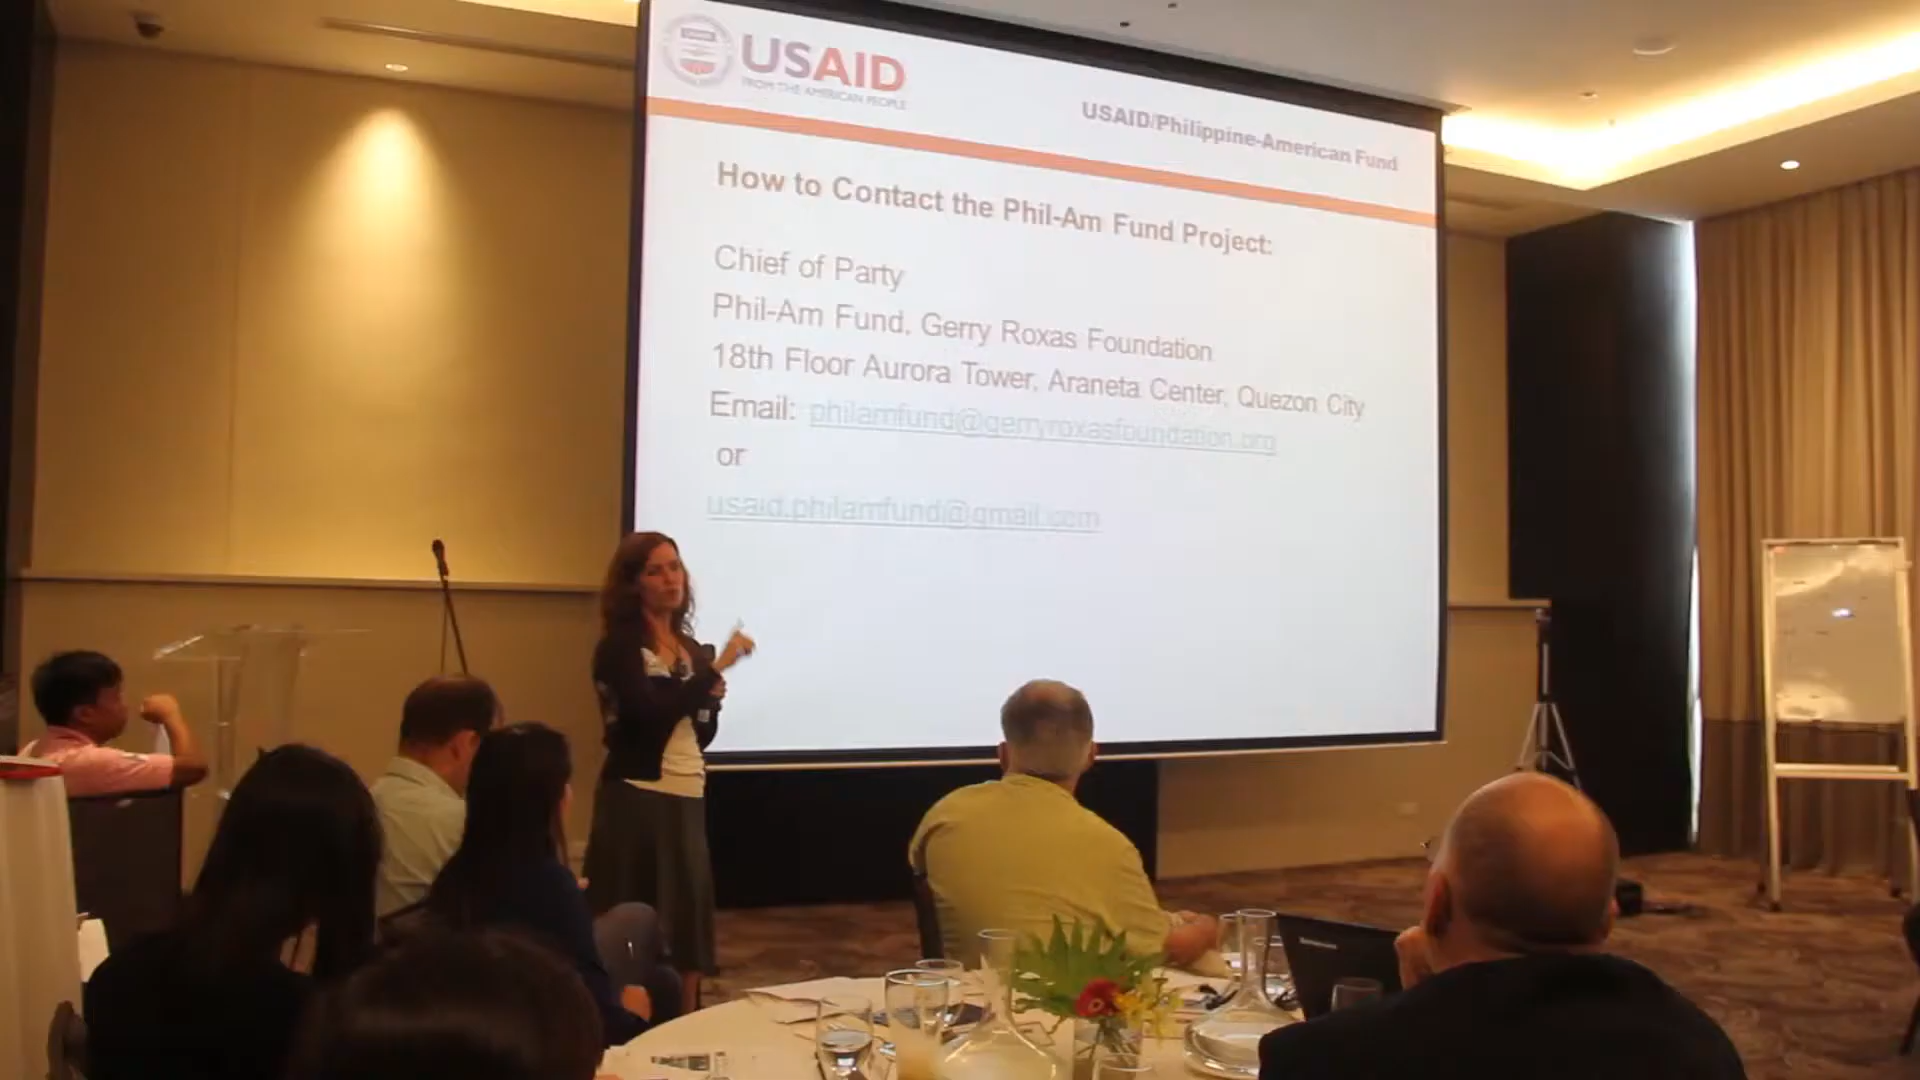 USAID
FROM THE AMERICAN PEOPLE
USAID/Philippine-American Fund
How to Contact the Phil-Am Fund Project:
Chief of Party
Phil-Am Fund, Gerry Roxas Foundation
18th Floor Aurora Tower, Araneta Center, Quezon City
Email: philamfund@gerryroxasfoundation.org
or
usaid.philamfund@gmail.com